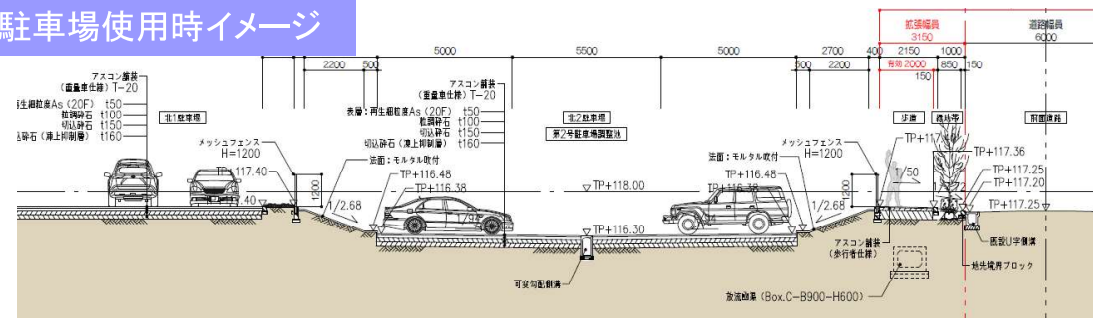 駐車場使用時イメージ
拡張幅員
3150
道路幅員
6000
5000
5500
5000
2700
400
2150
1000
2200
500
500
2200
有効2000
150
850
150
アスコン舗装
(重量車仕様) T-20
再生細粒度As (20F) t50
粒調砕石 t100
切込砕石 t150
切込砕石 (凍上抑制層) t160
北1駐車場
メッシュフェンス
H=1200
TP+117.40
1200
法面:モルタル吹付
TP+116.48
TP+116.38
1/2.68
アスコン舗装
(重量車仕様) T-20
表層:再生細粒度As (20F) t50
粒調砕石 t100
切込砕石 t150
切込砕石 (凍上抑制層) t160
北2駐車場
第2号駐車場調整池
TP+118.00
TP+116.30
可変勾配側溝
法面:モルタル吹付
TP+116.48
1/2.68
メッシュフェンス
H=1200
1200
歩道
緑地帯
前面道路
1/50
TP+117.36
TP+117.25
TP+117.20
TP+117.25
既設U字側溝
地先境界ブロック
アスコン舗装
(歩行者仕様)
放流函渠 (Box.C-B900-H600)